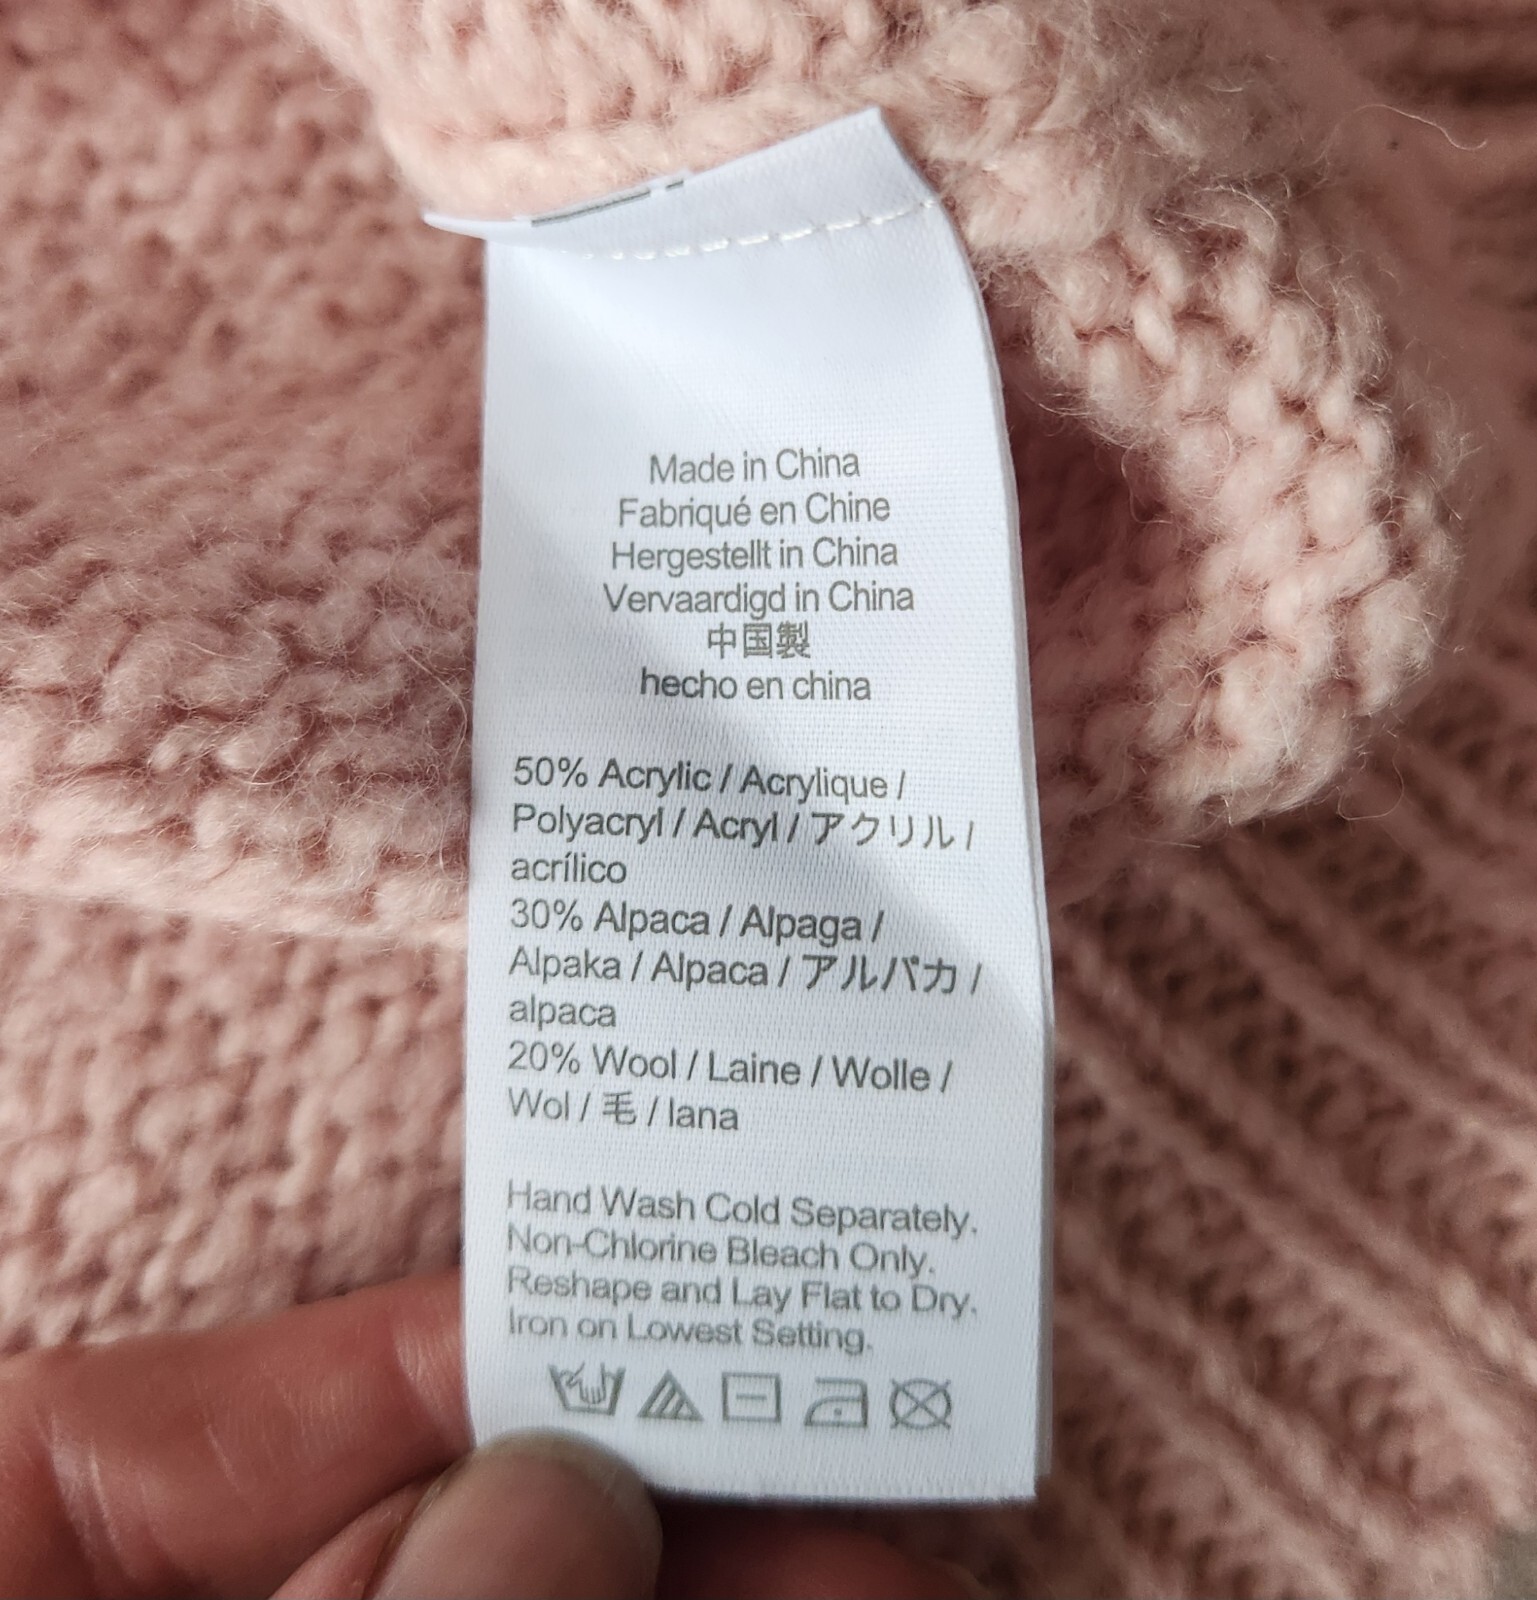 Made in China
Fabriqué en Chine
Hergestellt in China
Vervaardigd in China
中国製
hecho en china
50% Acrylic / Acrylique /
Polyacryl / Acryl / アクリル /
acrílico
30% Alpaca / Alpaga /
Alpaka / Alpaca / アルパカ /
alpaca
20% Wool / Laine / Wolle /
Wol / 毛 / lana
Hand Wash Cold Separately.
Non-Chlorine Bleach Only.
Reshape and Lay Flat to Dry.
Iron on Lowest Setting.